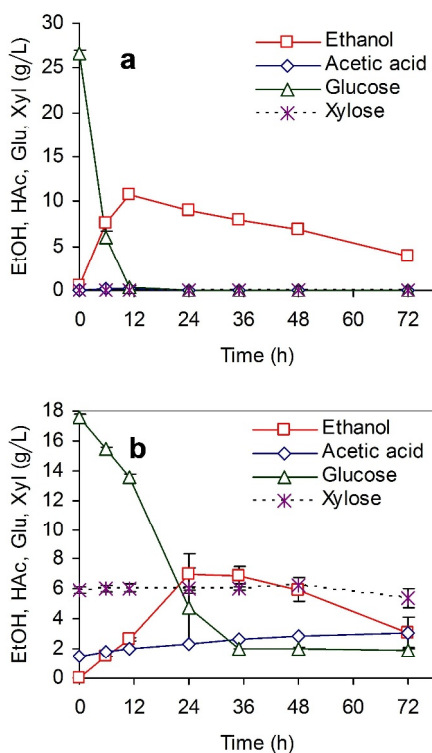 a
Ethanol
Acetic acid
Glucose
Xylose
EtOH, HAc, Glu, Xyl (g/L)
30
25
20
15
10
5
0
0 12 24 36 48 60 72
Time (h)
b
Ethanol
Acetic acid
Glucose
Xylose
EtOH, HAc, Glu, Xyl (g/L)
18
16
14
12
10
8
6
4
2
0
0 12 24 36 48 60 72
Time (h)